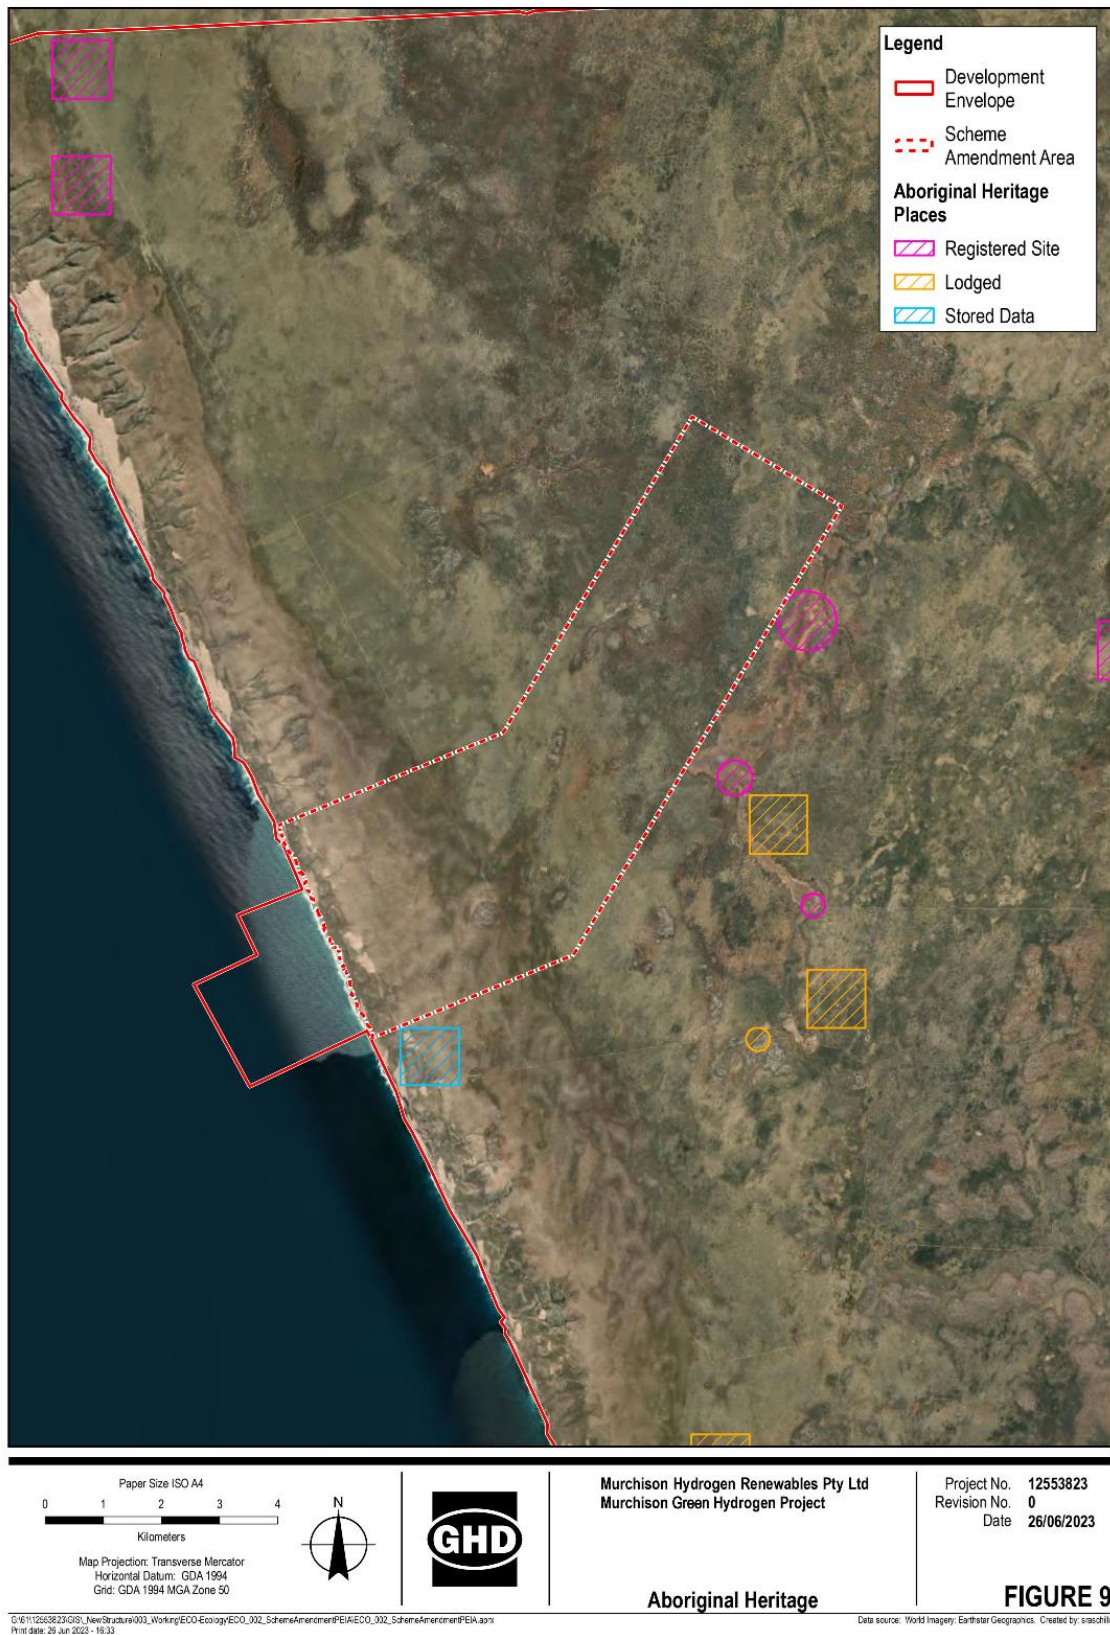 Legend
Development
Envelope
Scheme
Amendment Area
Aboriginal Heritage
Places
Registered Site
Lodged
Stored Data
Paper Size ISO A4
0 1 2 3 4
Kilometers
Map Projection: Transverse Mercator
Horizontal Datum: GDA 1994
Grid: GDA 1994 MGA Zone 50
N
GHD
Murchison Hydrogen Renewables Pty Ltd
Murchison Green Hydrogen Project
Aboriginal Heritage
Project No. 12553823
Revision No. 0
Date 26/06/2023
FIGURE 9
Print date: 26 Jun 2023 - 16:33
Data source: World Imagery: Earthstar Geographics. Created by: